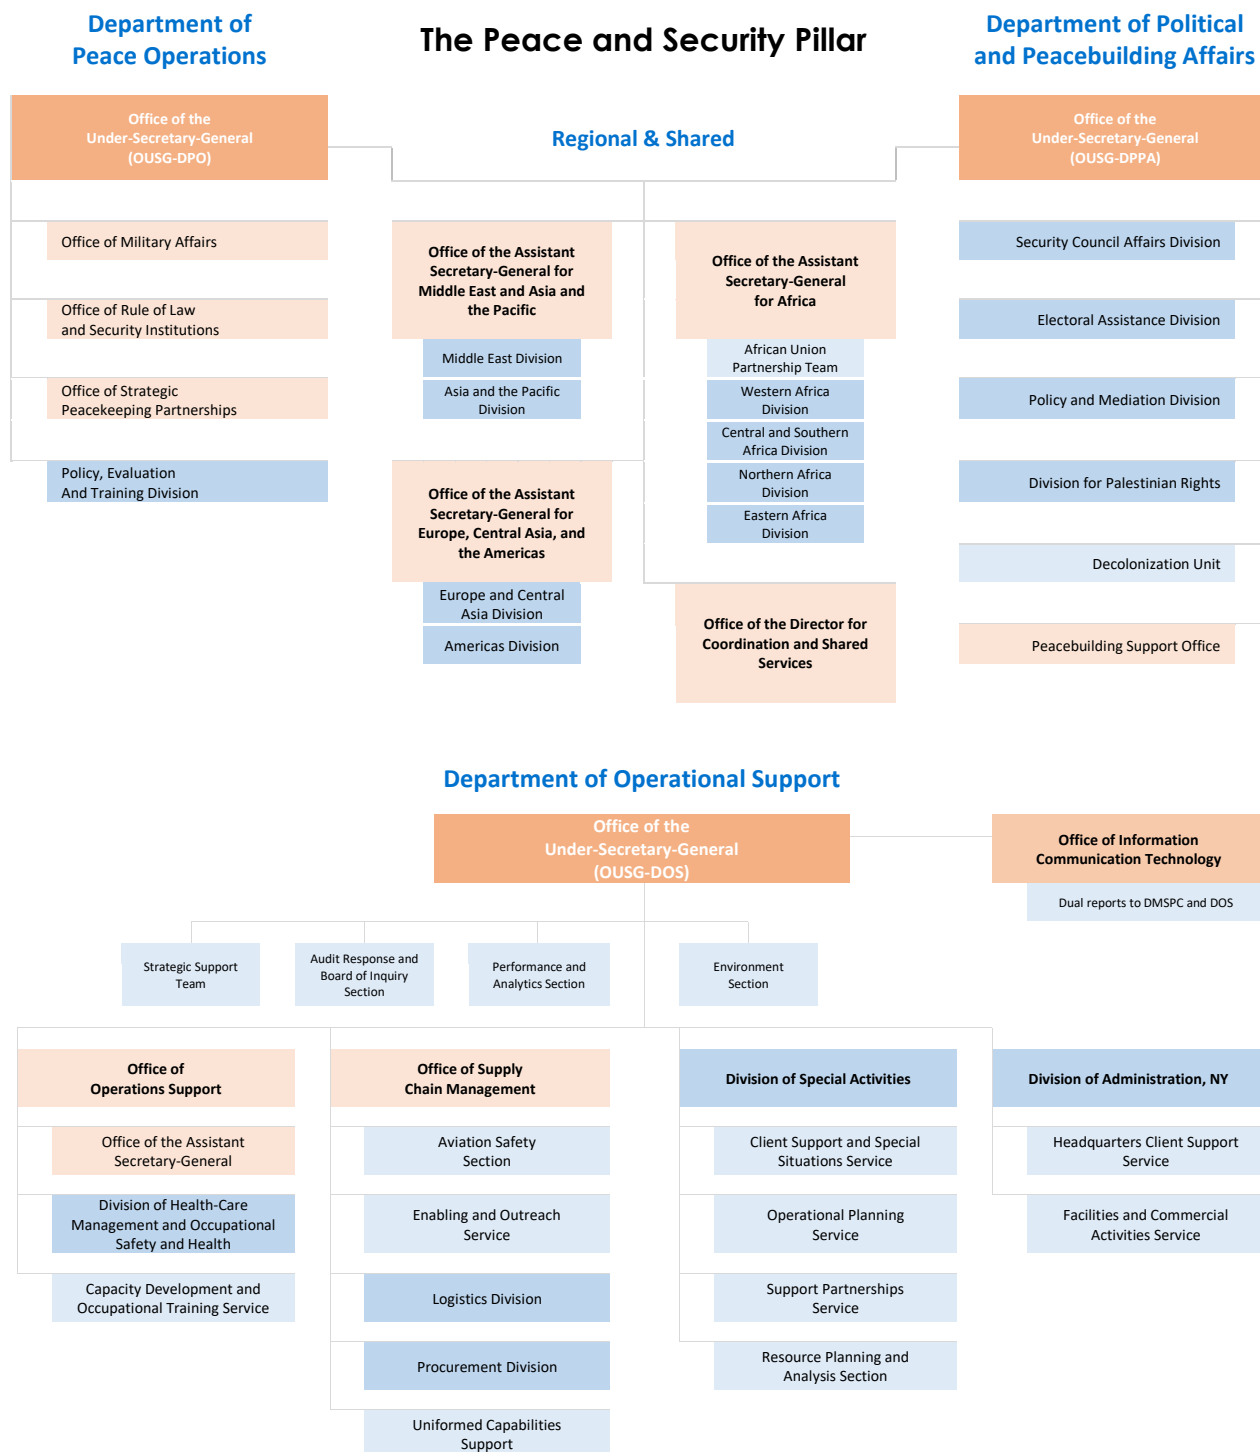 Department of
Peace Operations
The Peace and Security Pillar
Department of Political
and Peacebuilding Affairs
Office of the
Under-Secretary-General
(OUSG-DPO)
Regional & Shared
Office of the
Under-Secretary-General
(OUSG-DPPA)
Office of Military Affairs
Office of Rule of Law
and Security Institutions
Office of Strategic
Peacekeeping Partnerships
Policy, Evaluation
And Training Division
Office of the Assistant
Secretary-General for
Middle East and Asia and
the Pacific
Middle East Division
Asia and the Pacific
Division
Office of the Assistant
Secretary-General for
Europe, Central Asia, and
the Americas
Europe and Central
Asia Division
Americas Division
Office of the Assistant
Secretary-General
for Africa
African Union
Partnership Team
Western Africa
Division
Central and Southern
Africa Division
Northern Africa
Division
Eastern Africa
Division
Office of the Director for
Coordination and Shared
Services
Security Council Affairs Division
Electoral Assistance Division
Policy and Mediation Division
Division for Palestinian Rights
Decolonization Unit
Peacebuilding Support Office
Department of Operational Support
Office of the
Under-Secretary-General
(OUSG-DOS)
Office of Information
Communication Technology
Dual reports to DMSPC and DOS
Strategic Support
Team
Audit Response and
Board of Inquiry
Section
Performance and
Analytics Section
Environment
Section
Office of
Operations Support
Office of the Assistant
Secretary-General
Division of Health-Care
Management and Occupational
Safety and Health
Capacity Development and
Occupational Training Service
Office of Supply
Chain Management
Aviation Safety
Section
Enabling and Outreach
Service
Logistics Division
Procurement Division
Uniformed Capabilities
Support
Division of Special Activities
Client Support and Special
Situations Service
Operational Planning
Service
Support Partnerships
Service
Resource Planning and
Analysis Section
Division of Administration, NY
Headquarters Client Support
Service
Facilities and Commercial
Activities Service